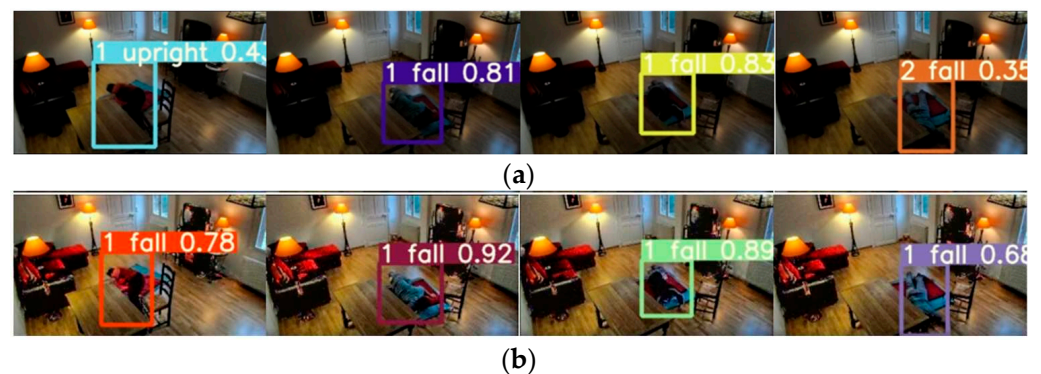 1 upright 0.43
1 fall 0.81
1 fall 0.83
2 fall 0.35
(a)
1 fall 0.78
1 fall 0.92
1 fall 0.89
1 fall 0.68
(b)